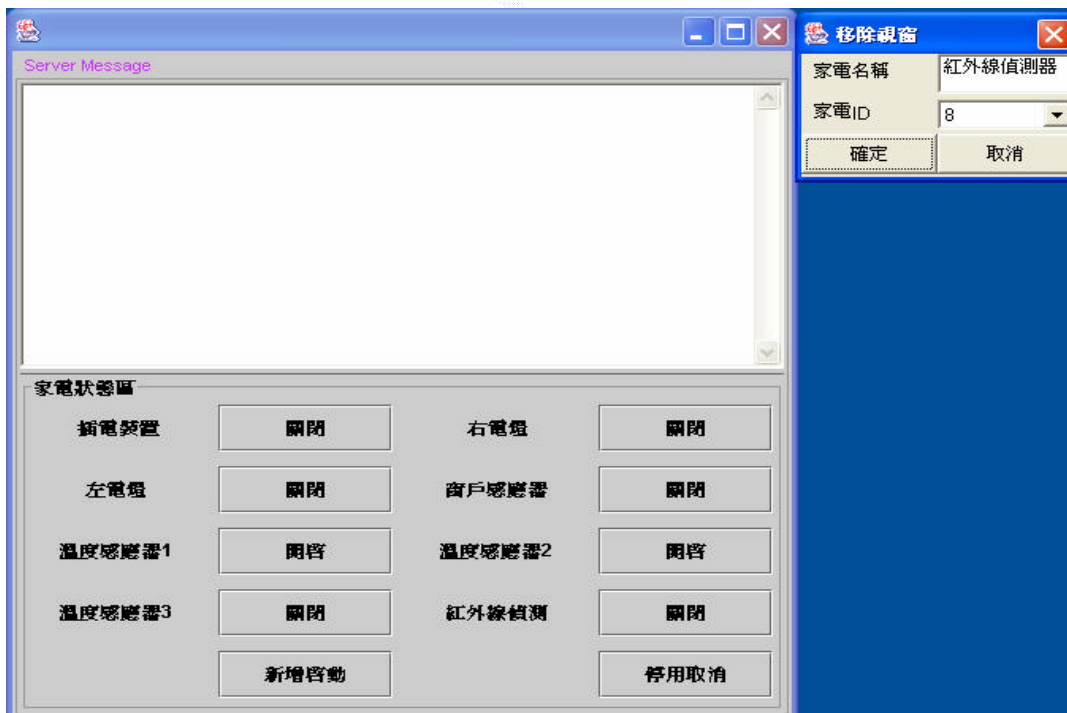 Server Message
家電狀態區
插電裝置 關閉 右電燈 關閉
左電燈 關閉 窗戶感應器 關閉
溫度感應器1 開啓 溫度感應器2 開啓
溫度感應器3 關閉 紅外線偵測 關閉
新增啓動 停用取消
移除視窗
家電名稱 紅外線偵測器
家電ID 8
確定 取消